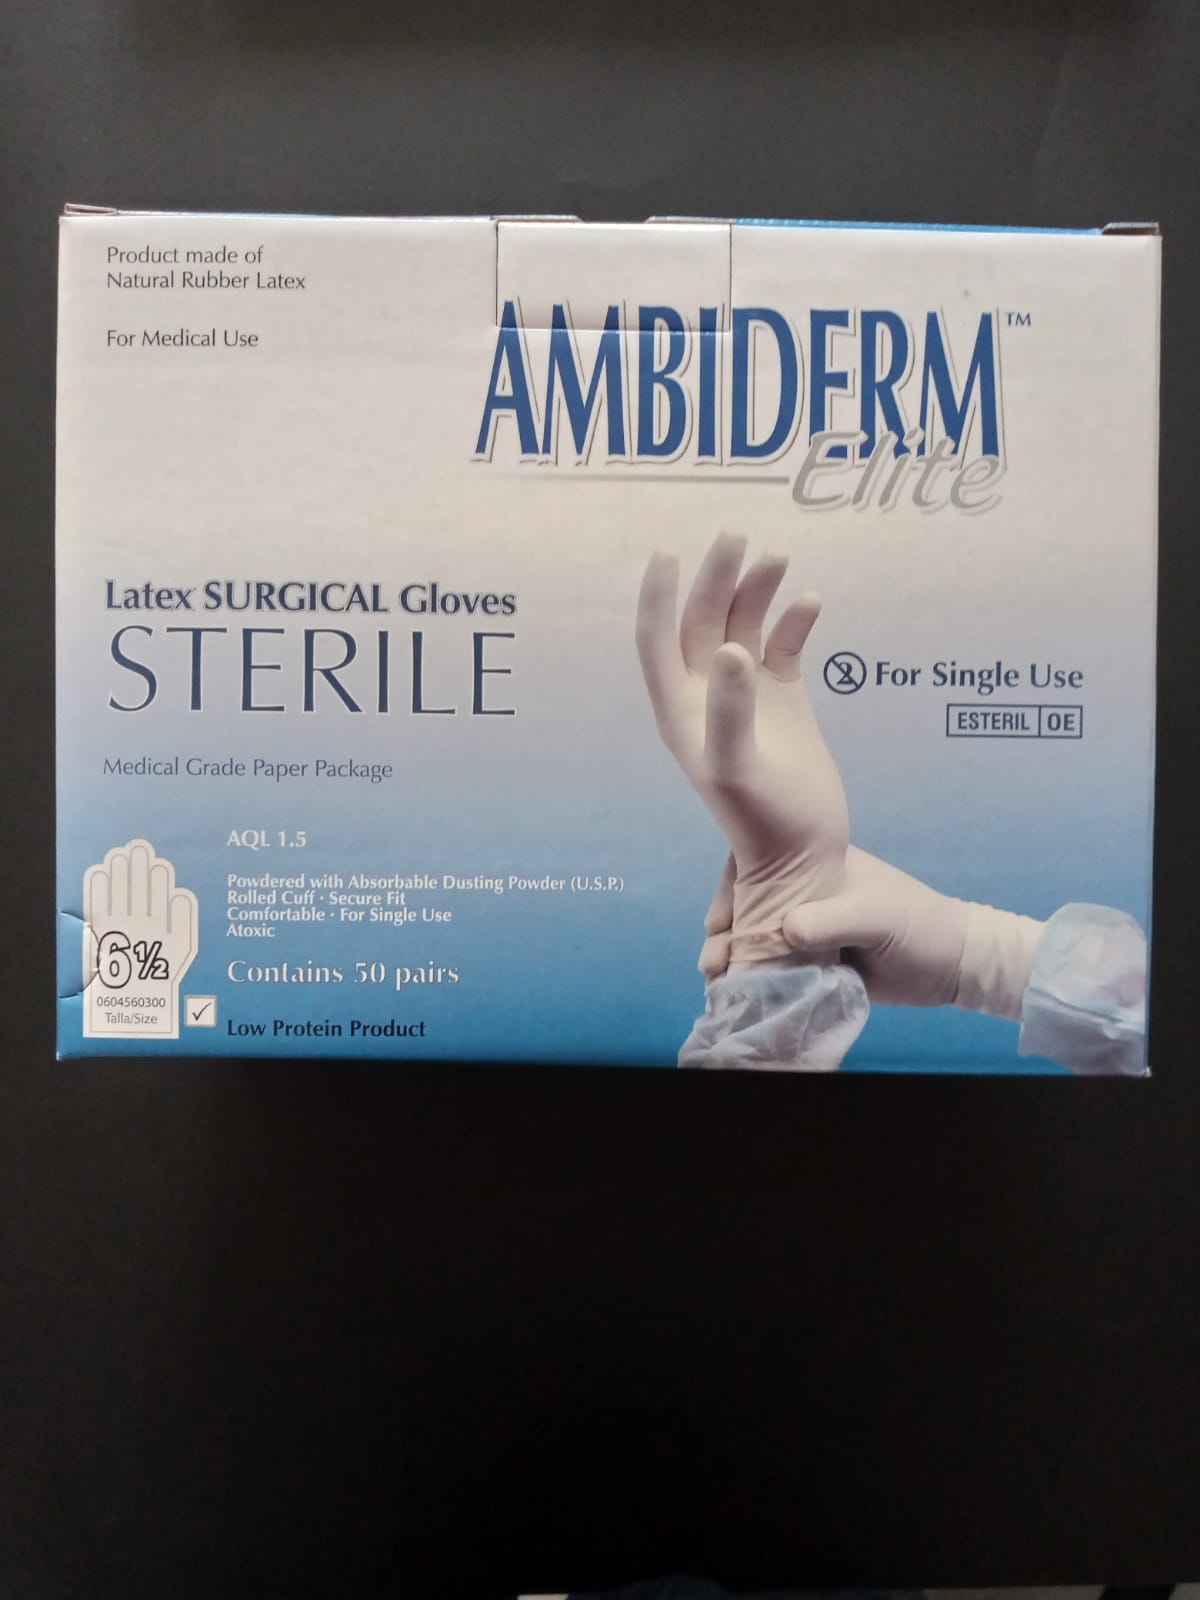 Product made of
Natural Rubber Latex
For Medical Use
AMBIDERM™
Elite
Latex SURGICAL Gloves
STERILE
Medical Grade Paper Package
2 For Single Use
ESTERIL OE
AQL 1.5
Powdered with Absorbable Dusting Powder (U.S.P.)
Rolled Cuff · Secure Fit
Comfortable · For Single Use
Atoxic
Contains 50 pairs
6½
0604560300
Talla/Size
Low Protein Product